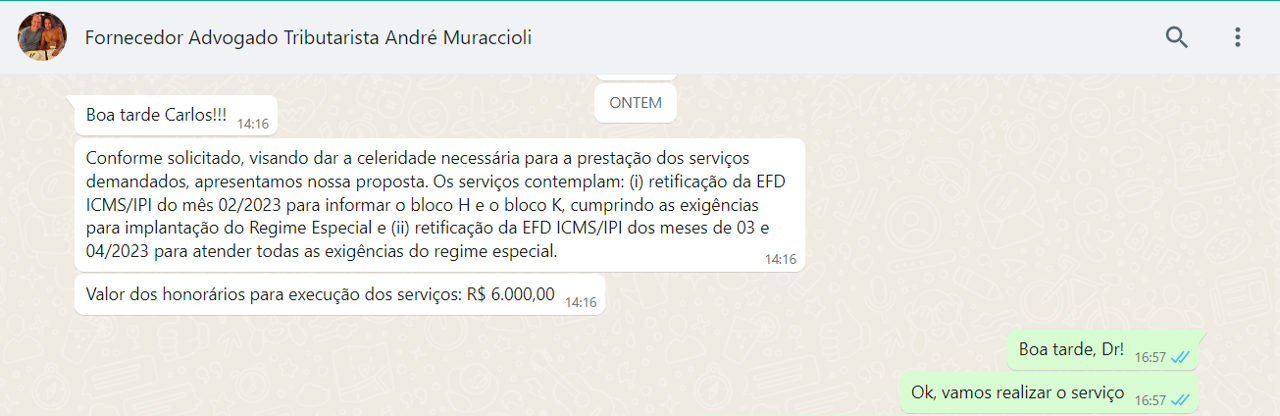 Fornecedor Advogado Tributarista André Muraccioli
ONTEM
Boa tarde Carlos!!! 14:16
Conforme solicitado, visando dar a celeridade necessária para a prestação dos serviços
demandados, apresentamos nossa proposta. Os serviços contemplam: (i) retificação da EFD
ICMS/IPI do mês 02/2023 para informar o bloco H e o bloco K, cumprindo as exigências
para implantação do Regime Especial e (ii) retificação da EFD ICMS/IPI dos meses de 03 e
04/2023 para atender todas as exigências do regime especial. 14:16
Valor dos honorários para execução dos serviços: R$ 6.000,00 14:16
Boa tarde, Dr! 16:57
Ok, vamos realizar o serviço 16:57